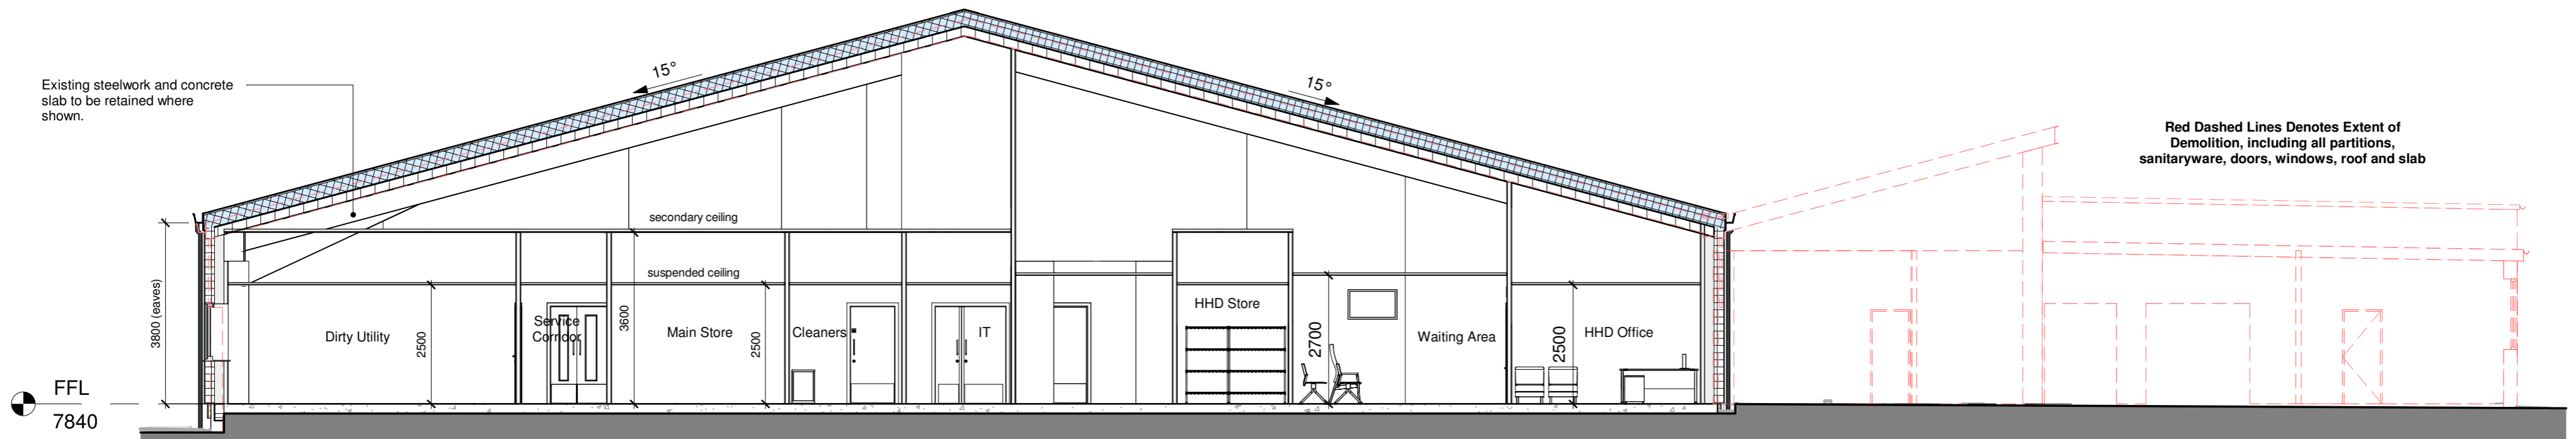 Existing steelwork and concrete
slab to be retained where
shown.
15°
15°
Red Dashed Lines Denotes Extent of
Demolition, including all partitions,
sanitaryware, doors, windows, roof and slab
secondary ceiling
suspended ceiling
3800 (eaves)
Dirty Utility
2500
Service
Corridor
3600
Main Store
2500
Cleaners
IT
HHD Store
2700
Waiting Area
2500
HHD Office
FFL
7840